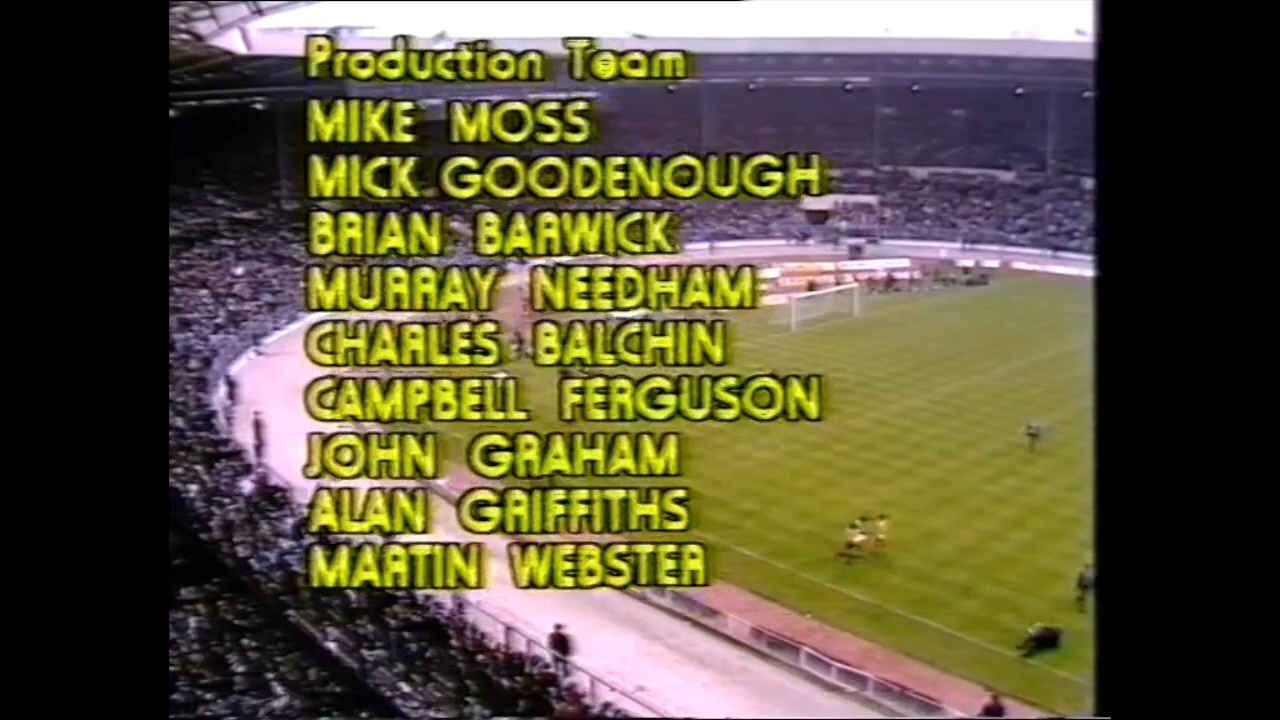 Production Team
MIKE MOSS
MICK GOODENOUGH
BRIAN BARWICK
MURRAY NEEDHAM
CHARLES BALCHIN
CAMPBELL FERGUSON
JOHN GRAHAM
ALAN GRIFFITHS
MARTIN WEBSTER